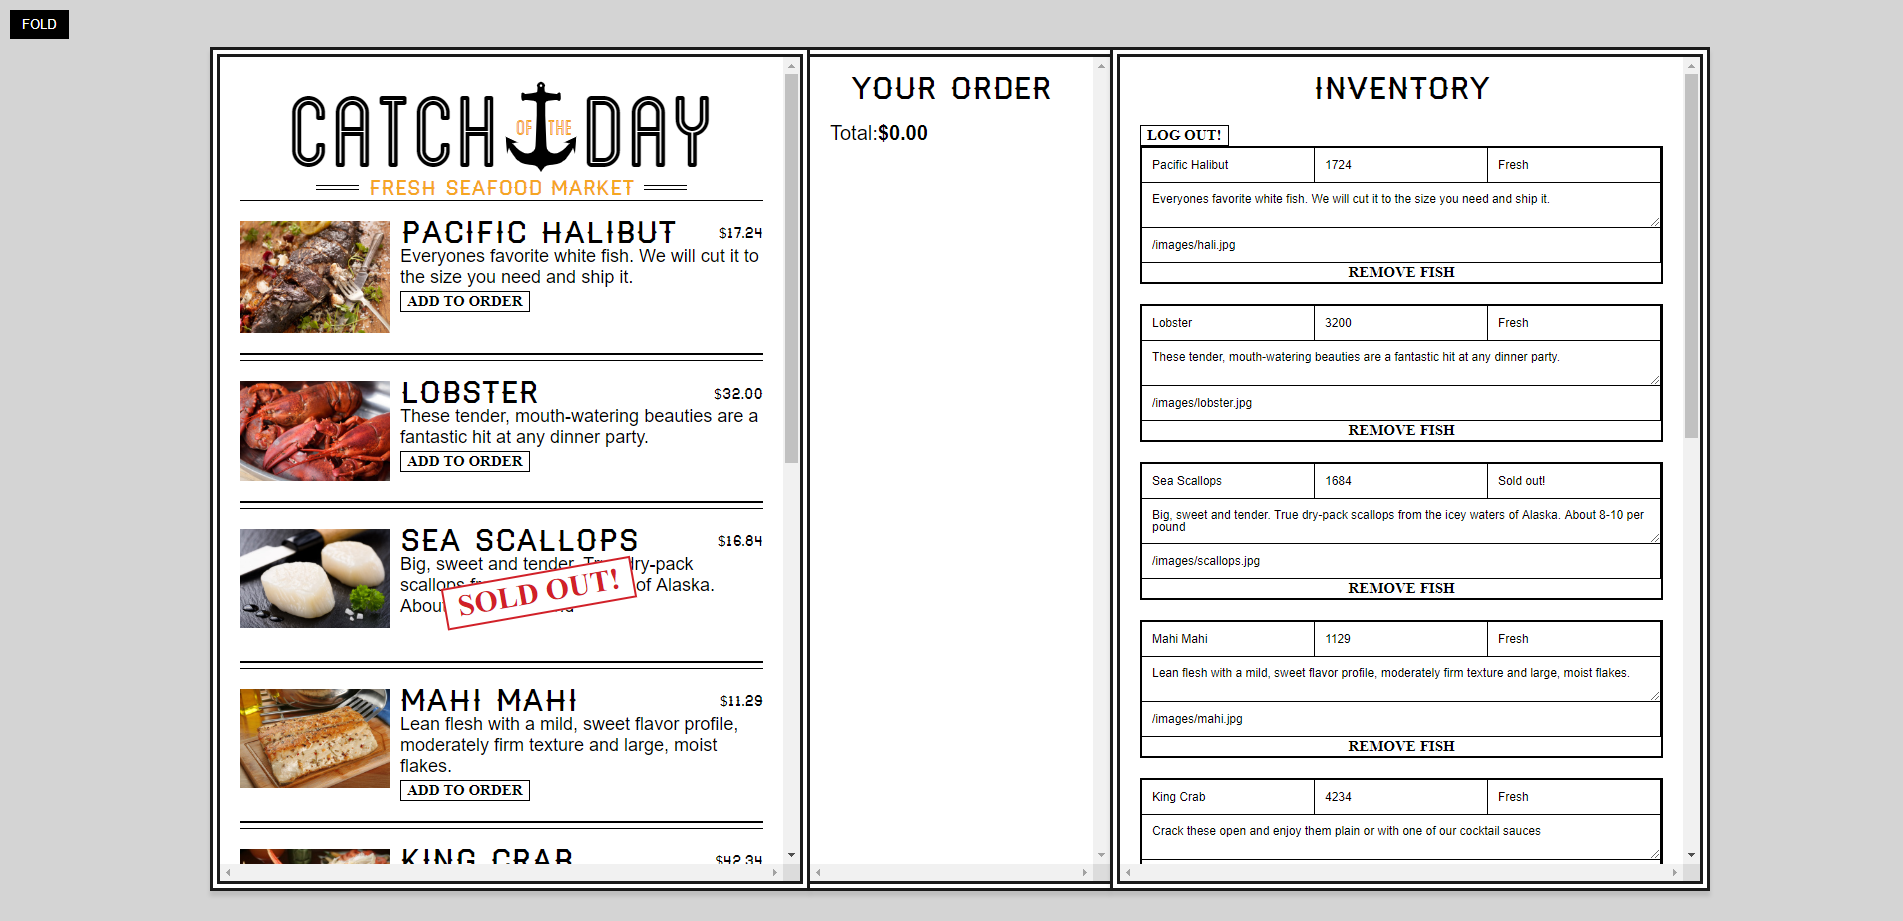 FOLD
CATCH OF THE DAY
FRESH SEAFOOD MARKET
PACIFIC HALIBUT
$17.24
Everyones favorite white fish. We will cut it to
the size you need and ship it.
ADD TO ORDER
LOBSTER
$32.00
These tender, mouth-watering beauties are a
fantastic hit at any dinner party.
ADD TO ORDER
SEA SCALLOPS
$16.84
Big, sweet and tender. True dry-pack
scallops of Alaska.
About
SOLD OUT!
MAHI MAHI
$11.29
Lean flesh with a mild, sweet flavor profile,
moderately firm texture and large, moist
flakes.
ADD TO ORDER
KING CRAB
$42.34
YOUR ORDER
Total:$0.00
INVENTORY
LOG OUT!
Pacific Halibut 1724 Fresh
Everyones favorite white fish. We will cut it to the size you need and ship it.
/images/hali.jpg
REMOVE FISH
Lobster 3200 Fresh
These tender, mouth-watering beauties are a fantastic hit at any dinner party.
/images/lobster.jpg
REMOVE FISH
Sea Scallops 1684 Sold out!
Big, sweet and tender. True dry-pack scallops from the icey waters of Alaska. About 8-10 per
pound
/images/scallops.jpg
REMOVE FISH
Mahi Mahi 1129 Fresh
Lean flesh with a mild, sweet flavor profile, moderately firm texture and large, moist flakes.
/images/mahi.jpg
REMOVE FISH
King Crab 4234 Fresh
Crack these open and enjoy them plain or with one of our cocktail sauces